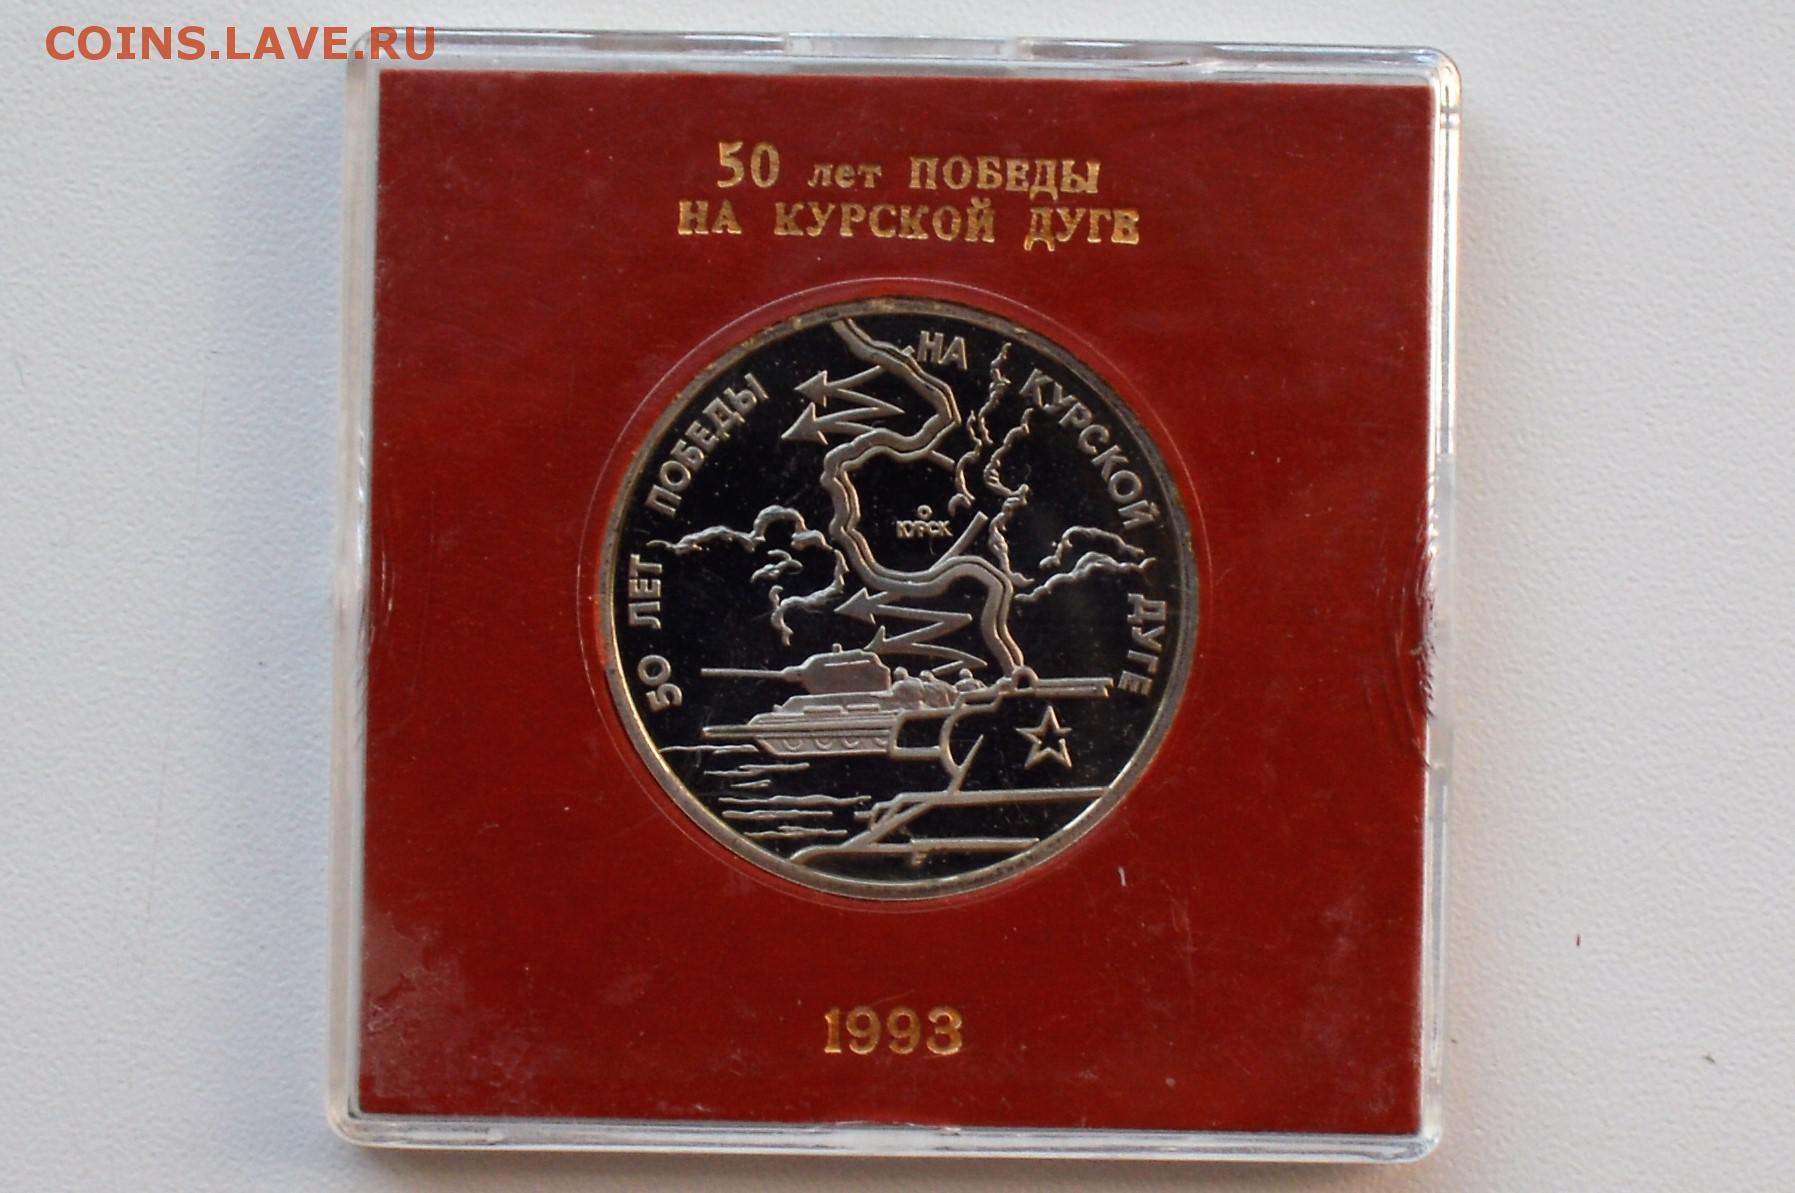 COINS.LAVE.RU
50 лет ПОБЕДЫ
НА КУРСКОЙ ДУГЕ
50 ЛЕТ ПОБЕДЫ НА КУРСКОЙ ДУГЕ
КУРСК
1993